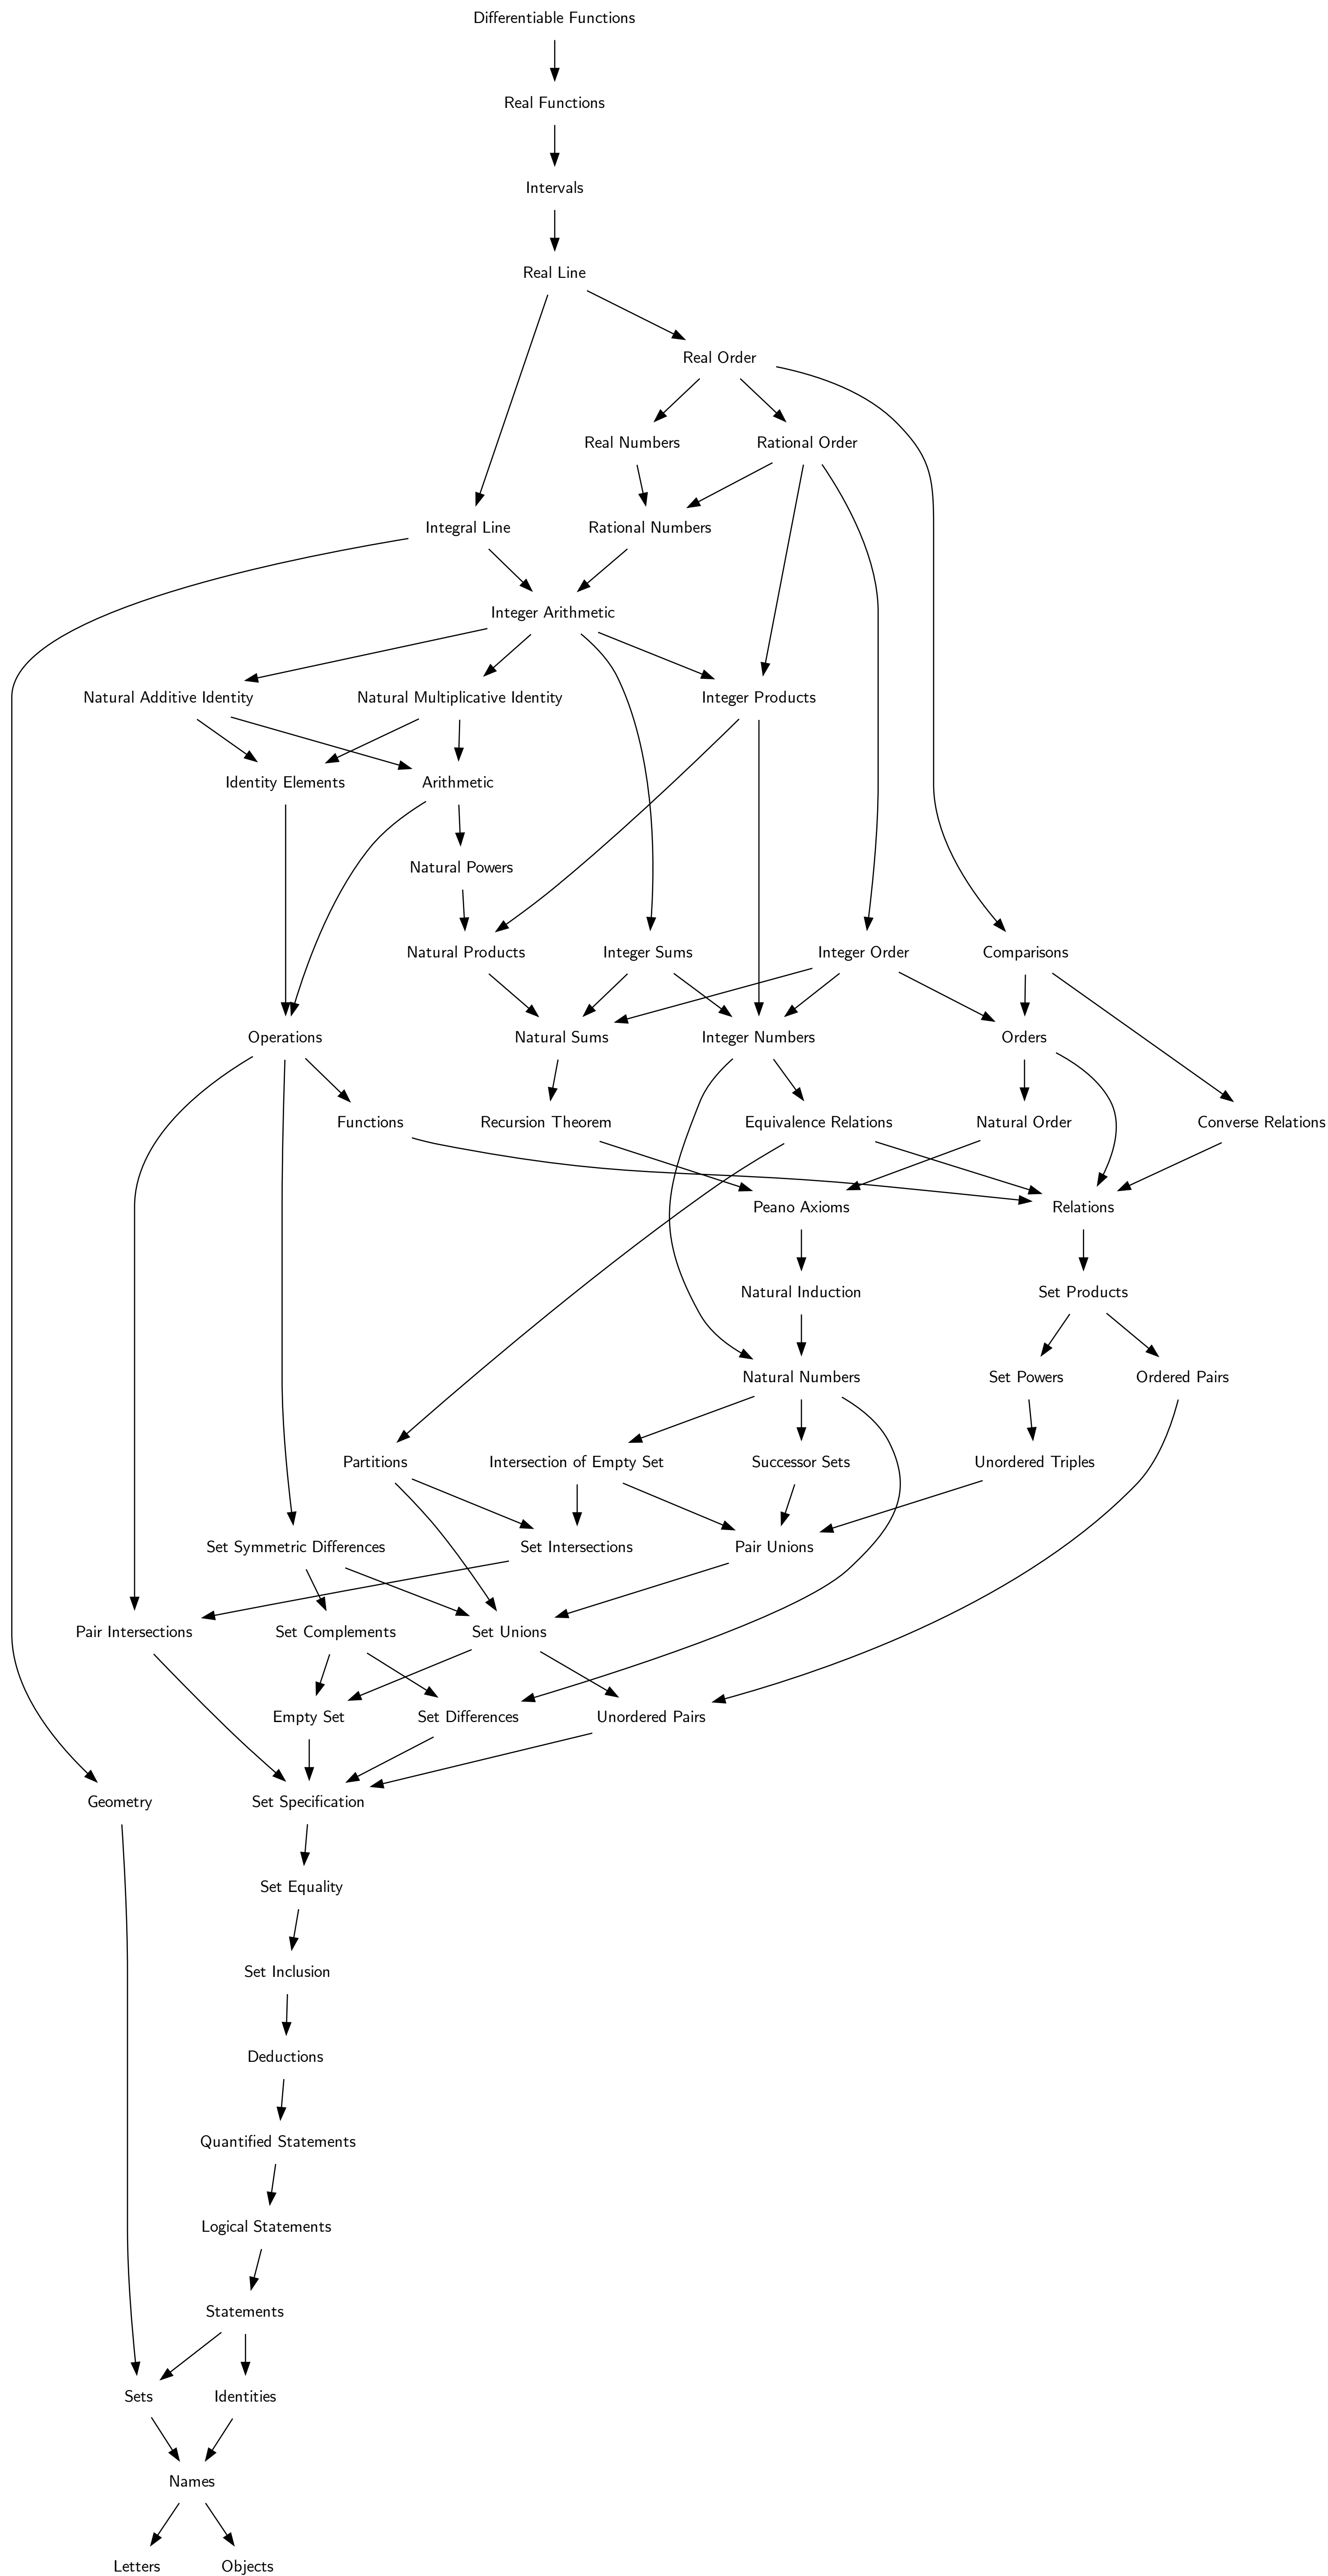 Differentiable Functions
Real Functions
Intervals
Real Line
Real Order
Real Numbers
Rational Order
Integral Line
Rational Numbers
Integer Arithmetic
Natural Additive Identity
Natural Multiplicative Identity
Integer Products
Identity Elements
Arithmetic
Natural Powers
Natural Products
Integer Sums
Integer Order
Comparisons
Operations
Natural Sums
Integer Numbers
Orders
Functions
Recursion Theorem
Equivalence Relations
Natural Order
Converse Relations
Peano Axioms
Relations
Natural Induction
Set Products
Natural Numbers
Set Powers
Ordered Pairs
Partitions
Intersection of Empty Set
Successor Sets
Unordered Triples
Set Symmetric Differences
Set Intersections
Pair Unions
Pair Intersections
Set Complements
Set Unions
Empty Set
Set Differences
Unordered Pairs
Geometry
Set Specification
Set Equality
Set Inclusion
Deductions
Quantified Statements
Logical Statements
Statements
Sets
Identities
Names
Letters
Objects